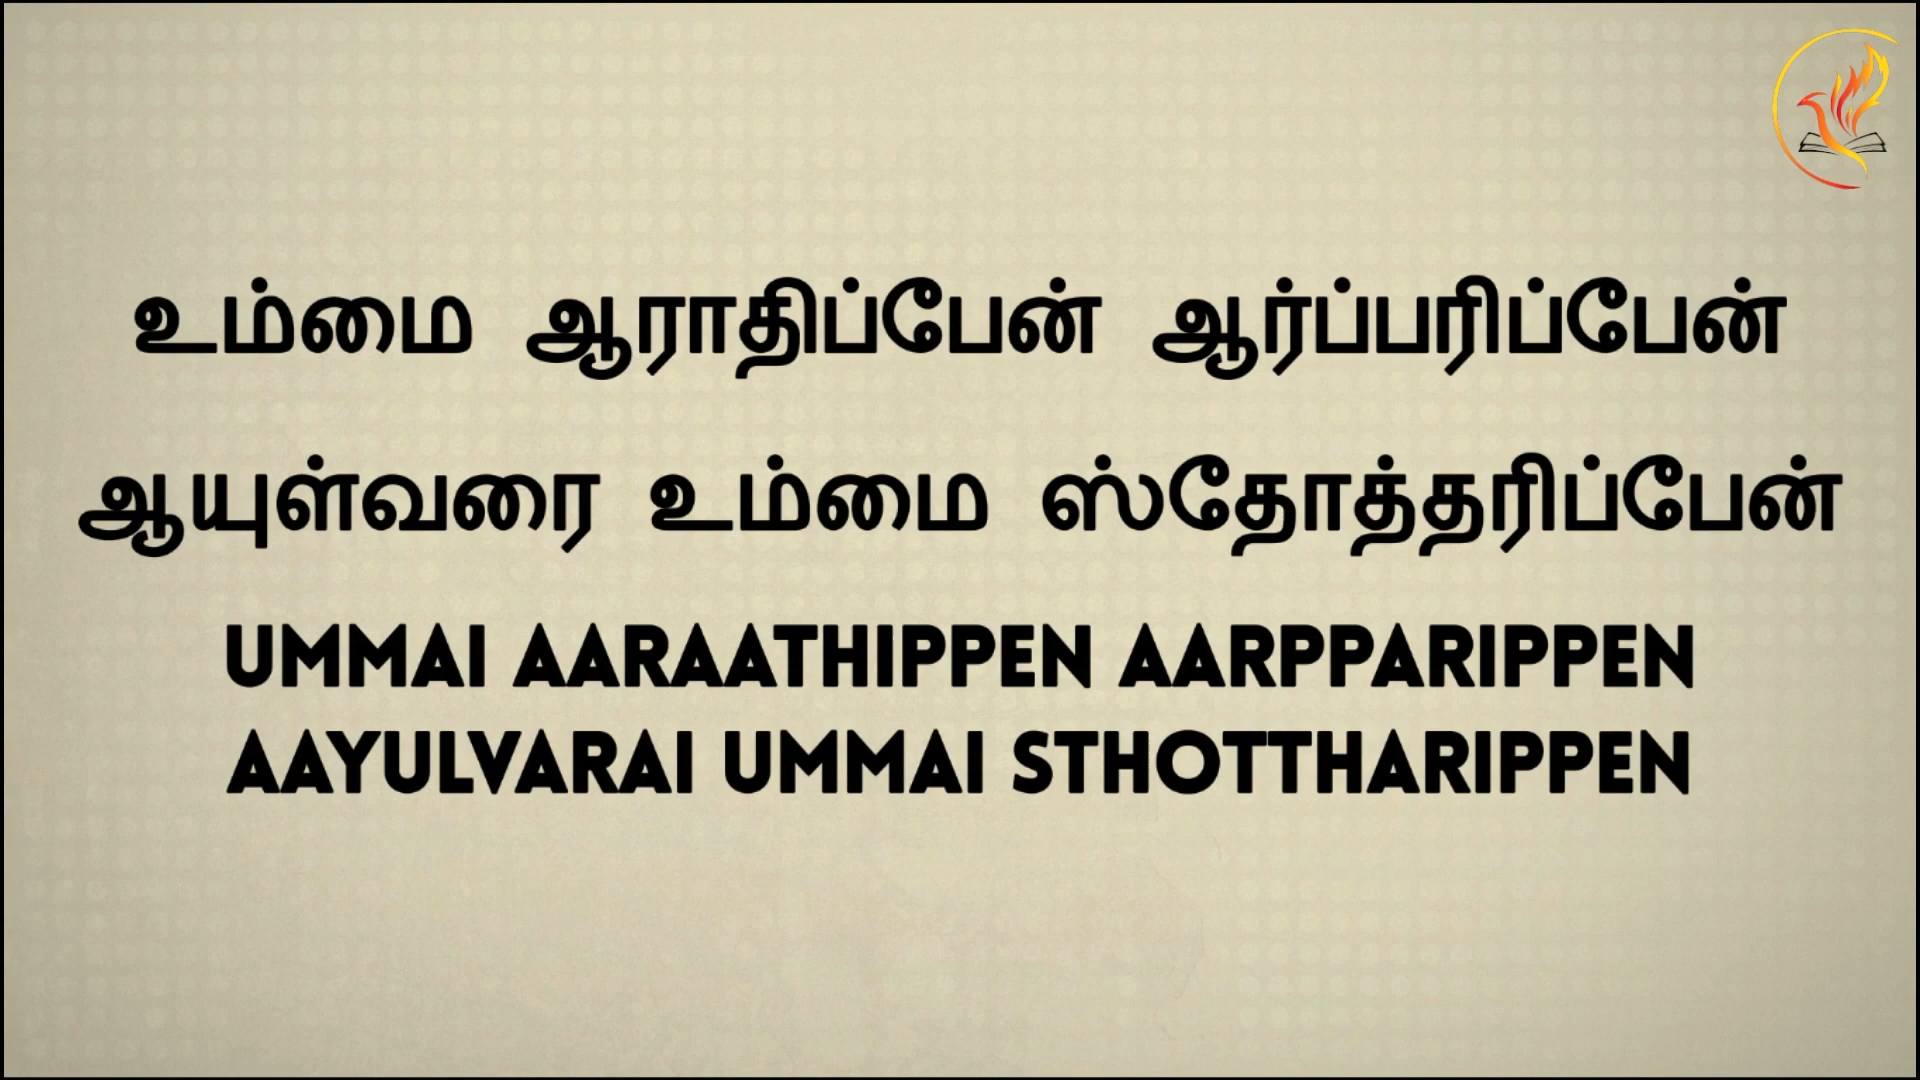 உம்மை ஆராதிப்பேன் ஆர்ப்பரிப்பேன்
ஆயுள்வரை உம்மை ஸ்தோத்தரிப்பேன்
UMMAI AARAATHIPPEN AARPPARIPPEN
AAYULVARAI UMMAI STHOTTHARIPPEN